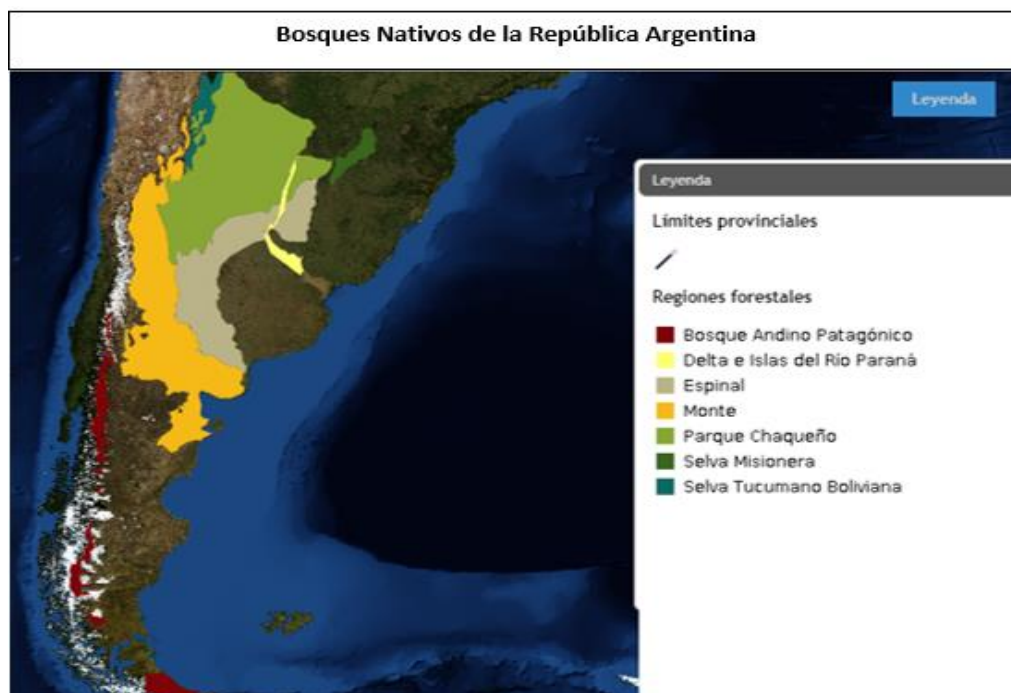 Bosques Nativos de la República Argentina
Leyenda
Leyenda
Límites provinciales
Regiones forestales
Bosque Andino Patagónico
Delta e Islas del Río Paraná
Espinal
Monte
Parque Chaqueño
Selva Misionera
Selva Tucumano Boliviana